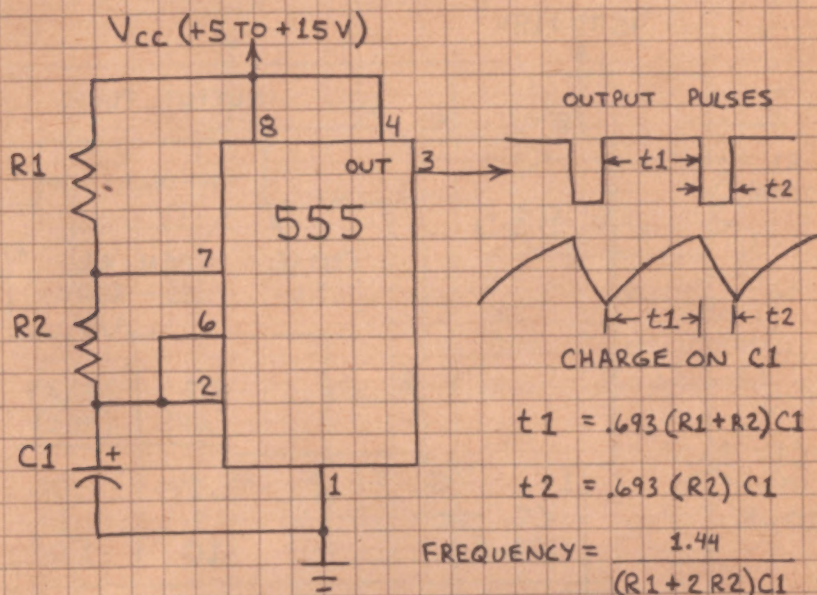 Vcc (+5 TO +15 V)
R1
8
4
OUT
3
555
7
R2
6
2
C1
+
1
OUTPUT PULSES
t1
t2
t1
t2
CHARGE ON C1
t1 = .693 (R1+R2) C1
t2 = .693 (R2) C1
FREQUENCY = 1.44
(R1+2 R2)C1